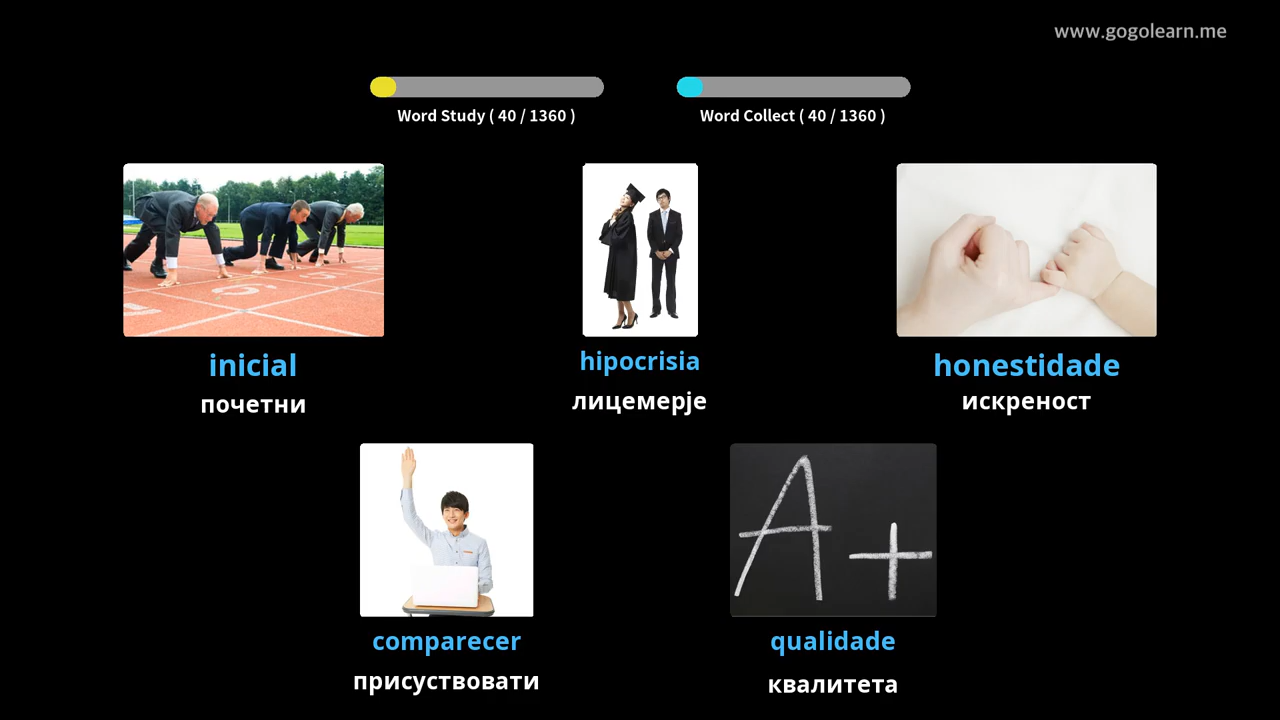 www.gogolearn.me
Word Study ( 40 / 1360 )
Word Collect ( 40 / 1360 )
inicial
почетни
hipocrisia
лицемерје
honestidade
искреност
comparecer
присуствовати
A+
qualidade
квалитета